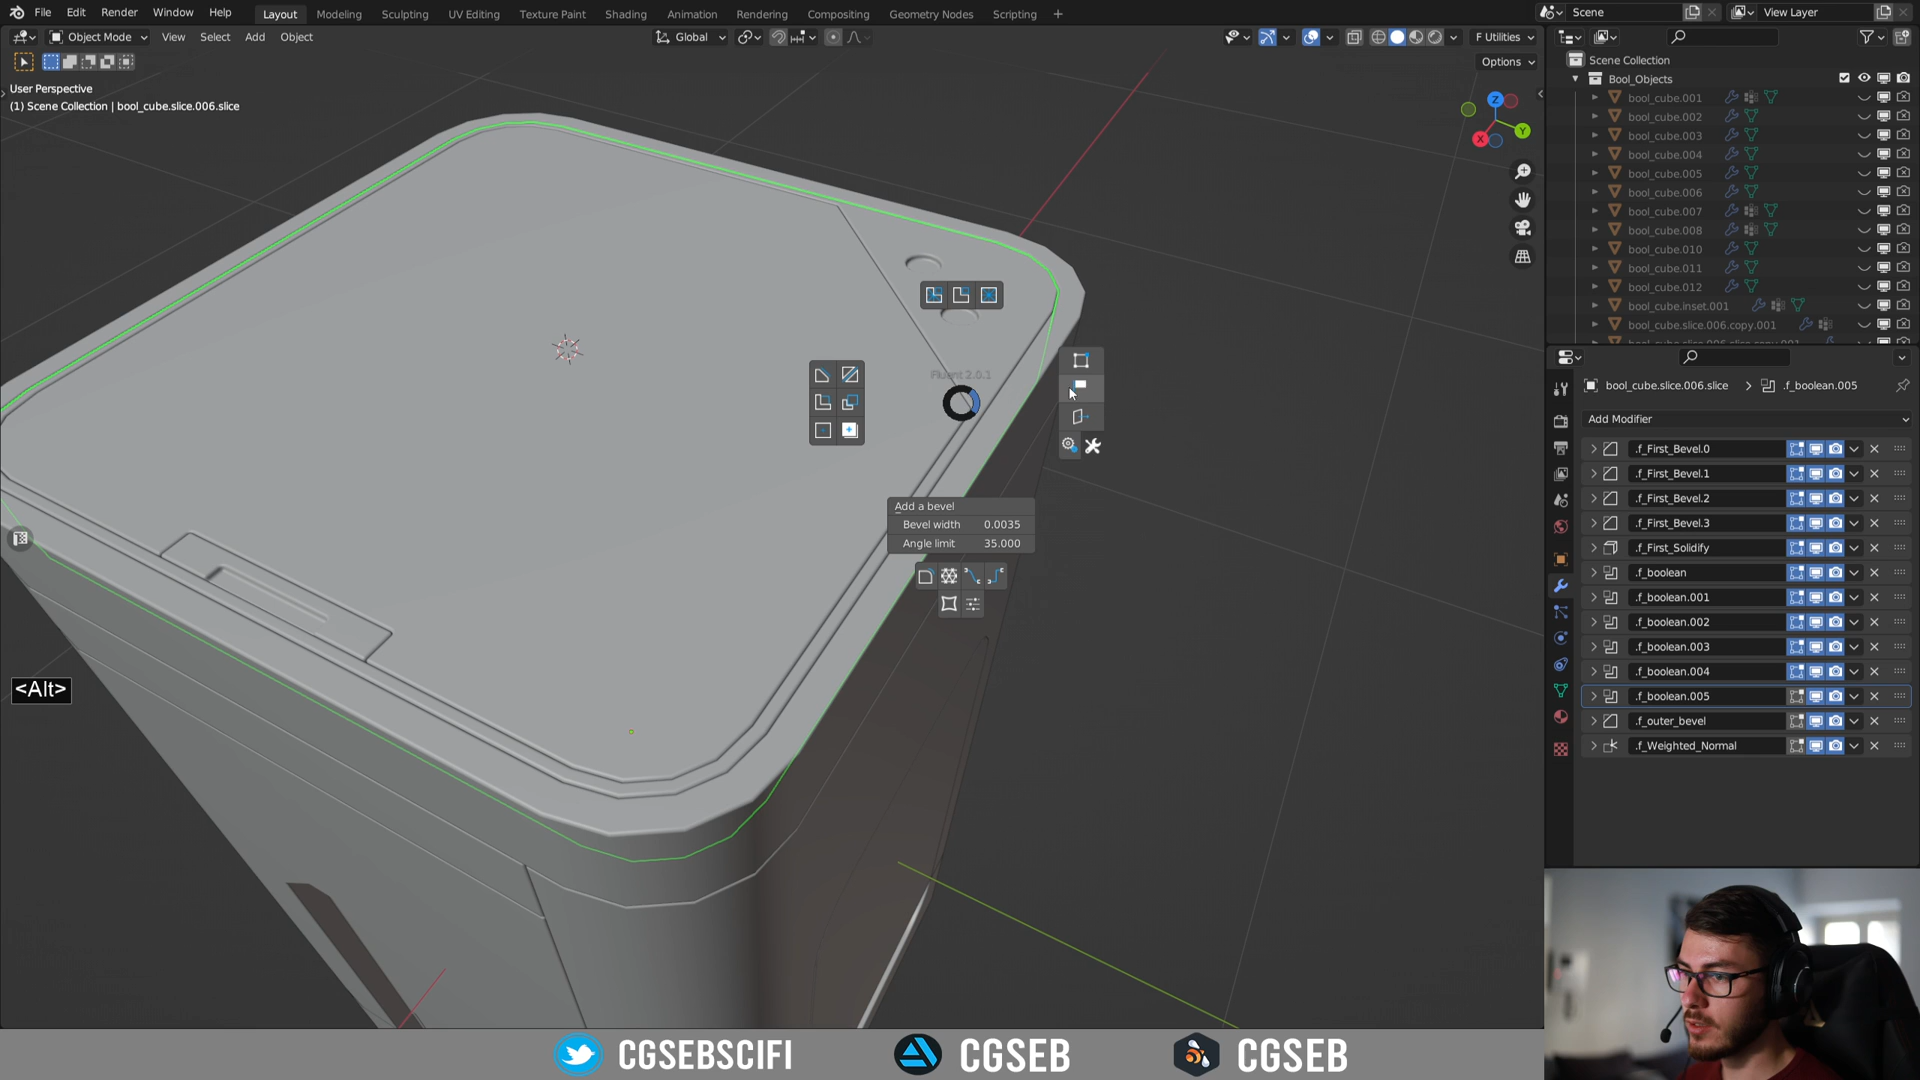 File Edit Render Window Help Layout Modeling Sculpting UV Editing Texture Paint Shading Animation Rendering Compositing Geometry Nodes Scripting + Scene View Layer
Object Mode View Select Add Object Global F Utilities
Options
User Perspective
(1) Scene Collection | bool_cube.slice.006.slice
Scene Collection
Bool_Objects
bool_cube.001
bool_cube.002
bool_cube.003
bool_cube.004
bool_cube.005
bool_cube.006
bool_cube.007
bool_cube.008
bool_cube.010
bool_cube.011
bool_cube.012
bool_cube.inset.001
bool_cube.slice.006.copy.001
Z
Y
X
Fluent 2.0.1
Add a bevel
Bevel width 0.0035
Angle limit 35.000
<Alt>
bool_cube.slice.006.slice > .f_boolean.005
Add Modifier
.f_First_Bevel.0
.f_First_Bevel.1
.f_First_Bevel.2
.f_First_Bevel.3
.f_First_Solidify
.f_boolean
.f_boolean.001
.f_boolean.002
.f_boolean.003
.f_boolean.004
.f_boolean.005
.f_outer_bevel
.f_Weighted_Normal
CGSEBSCIFI CGSEB CGSEB